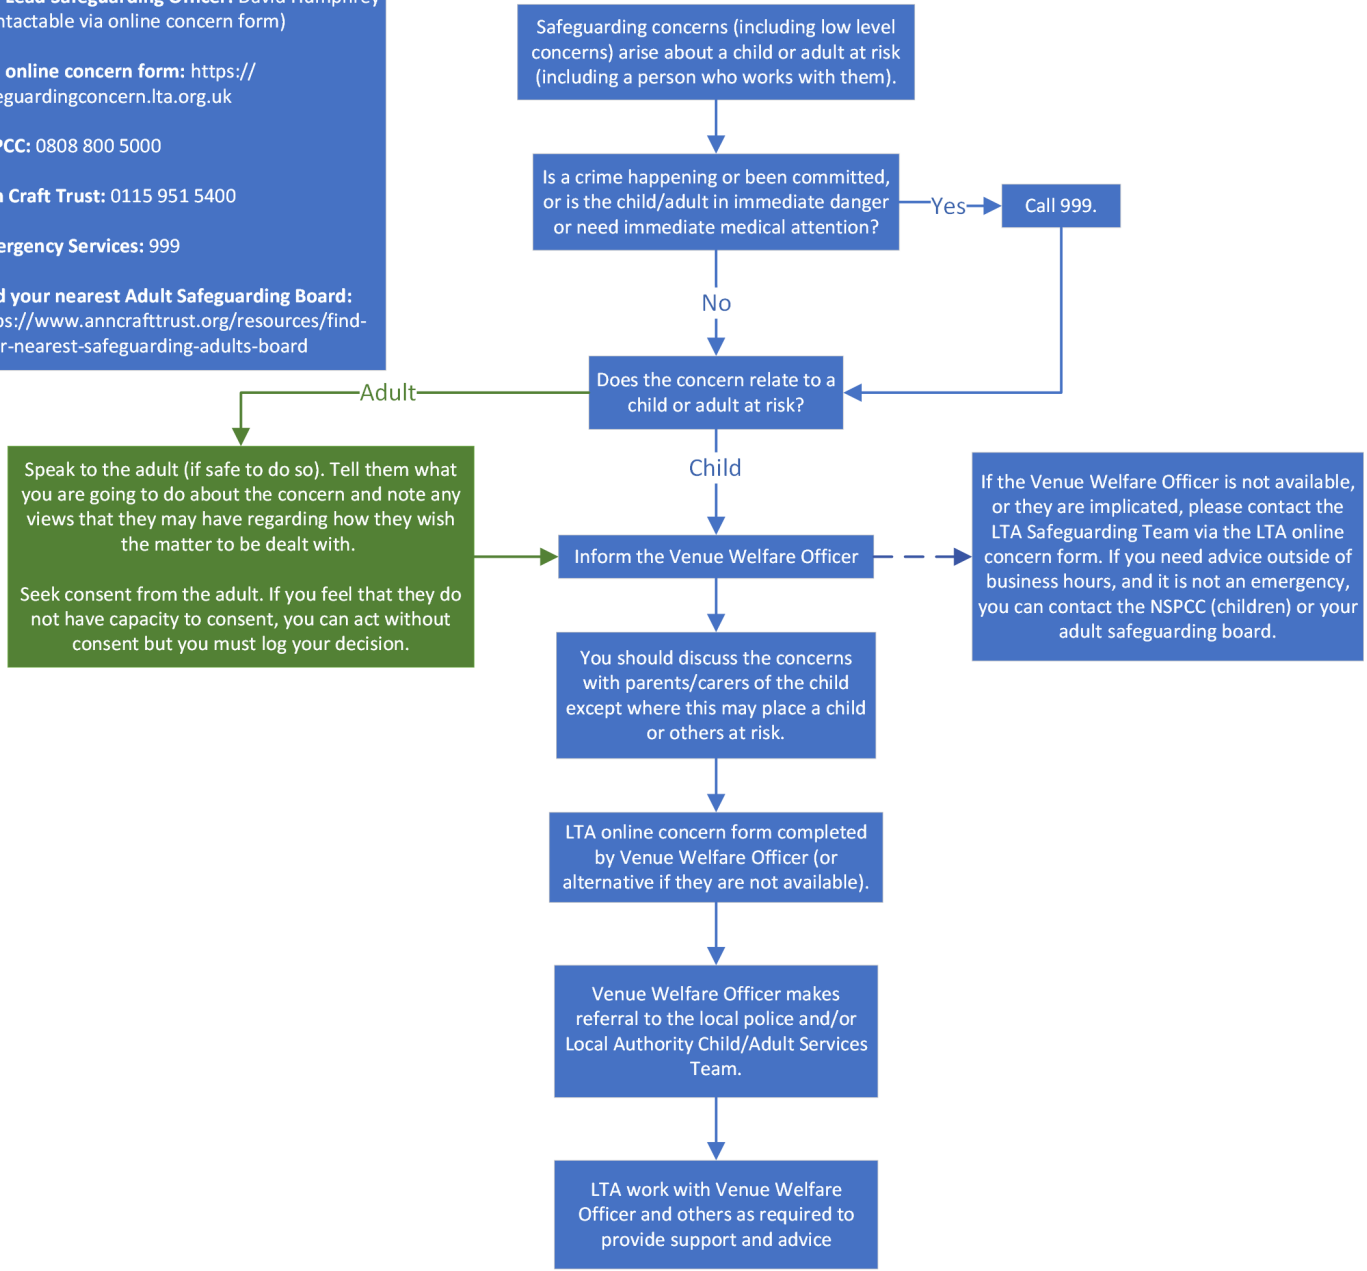 Lead Safeguarding Officer: David Humphrey
ntactable via online concern form)
online concern form: https://
eguardingconcern.lta.org.uk
PCC: 0808 800 5000
n Craft Trust: 0115 951 5400
ergency Services: 999
d your nearest Adult Safeguarding Board:
ps://www.anncrafttrust.org/resources/find-
r-nearest-safeguarding-adults-board
Safeguarding concerns (including low level
concerns) arise about a child or adult at risk
(including a person who works with them).
Is a crime happening or been committed,
or is the child/adult in immediate danger
or need immediate medical attention?
Yes
Call 999.
No
Does the concern relate to a
child or adult at risk?
Adult
Child
Speak to the adult (if safe to do so). Tell them what
you are going to do about the concern and note any
views that they may have regarding how they wish
the matter to be dealt with.
Seek consent from the adult. If you feel that they do
not have capacity to consent, you can act without
consent but you must log your decision.
Inform the Venue Welfare Officer
If the Venue Welfare Officer is not available,
or they are implicated, please contact the
LTA Safeguarding Team via the LTA online
concern form. If you need advice outside of
business hours, and it is not an emergency,
you can contact the NSPCC (children) or your
adult safeguarding board.
You should discuss the concerns
with parents/carers of the child
except where this may place a child
or others at risk.
LTA online concern form completed
by Venue Welfare Officer (or
alternative if they are not available).
Venue Welfare Officer makes
referral to the local police and/or
Local Authority Child/Adult Services
Team.
LTA work with Venue Welfare
Officer and others as required to
provide support and advice